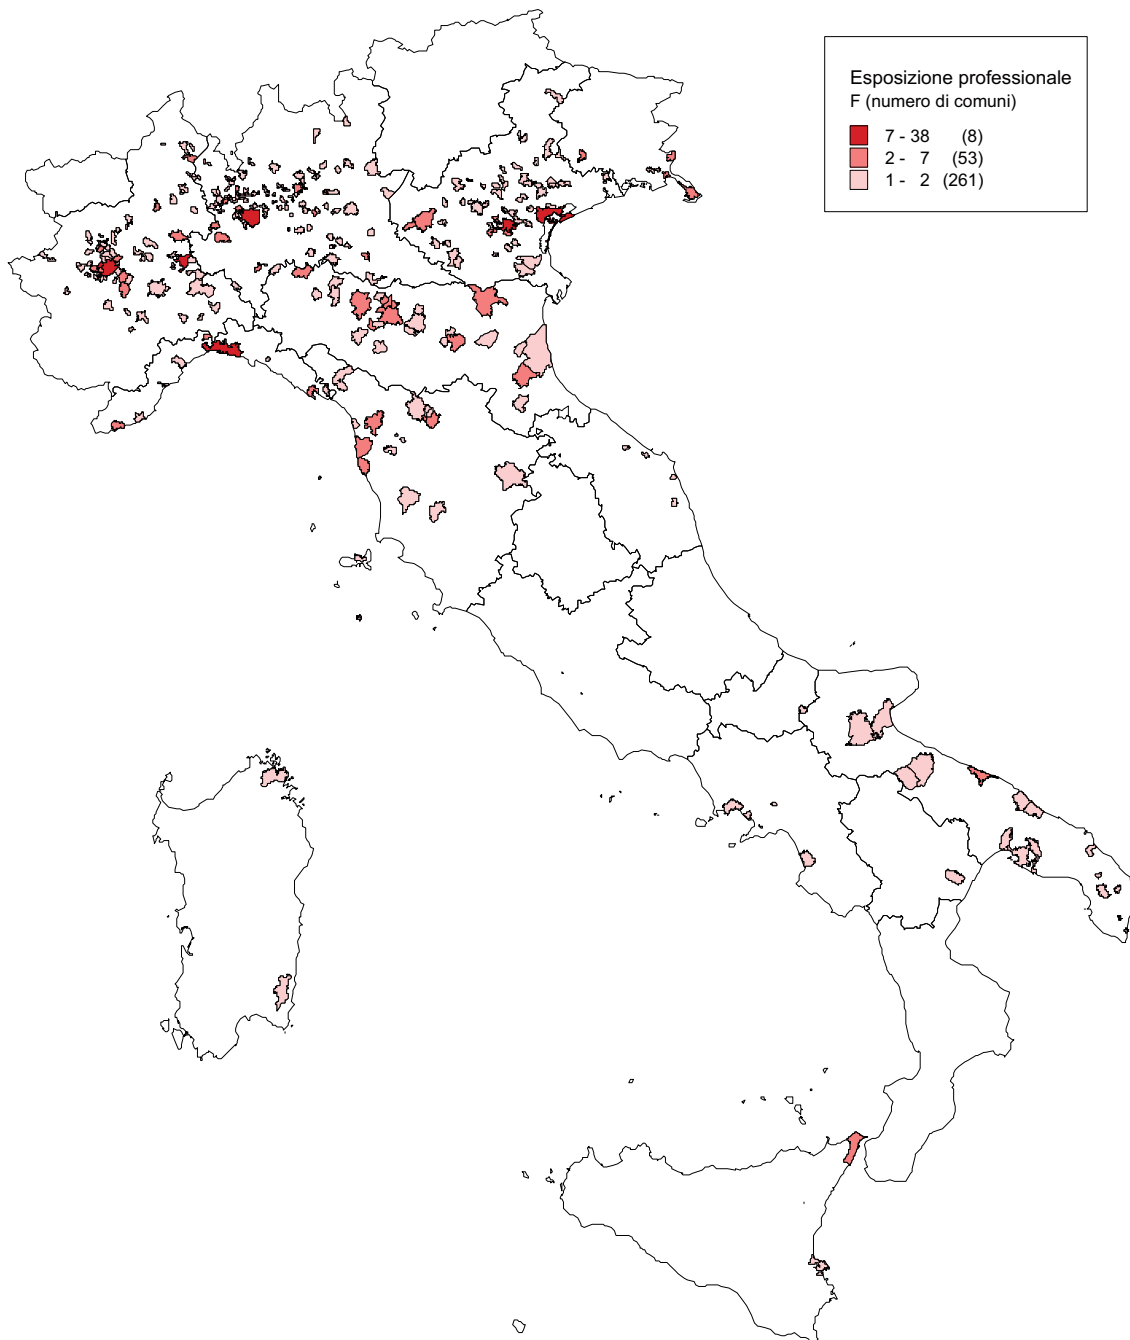 Esposizione professionale
F (numero di comuni)
7 - 38 (8)
2 - 7 (53)
1 - 2 (261)